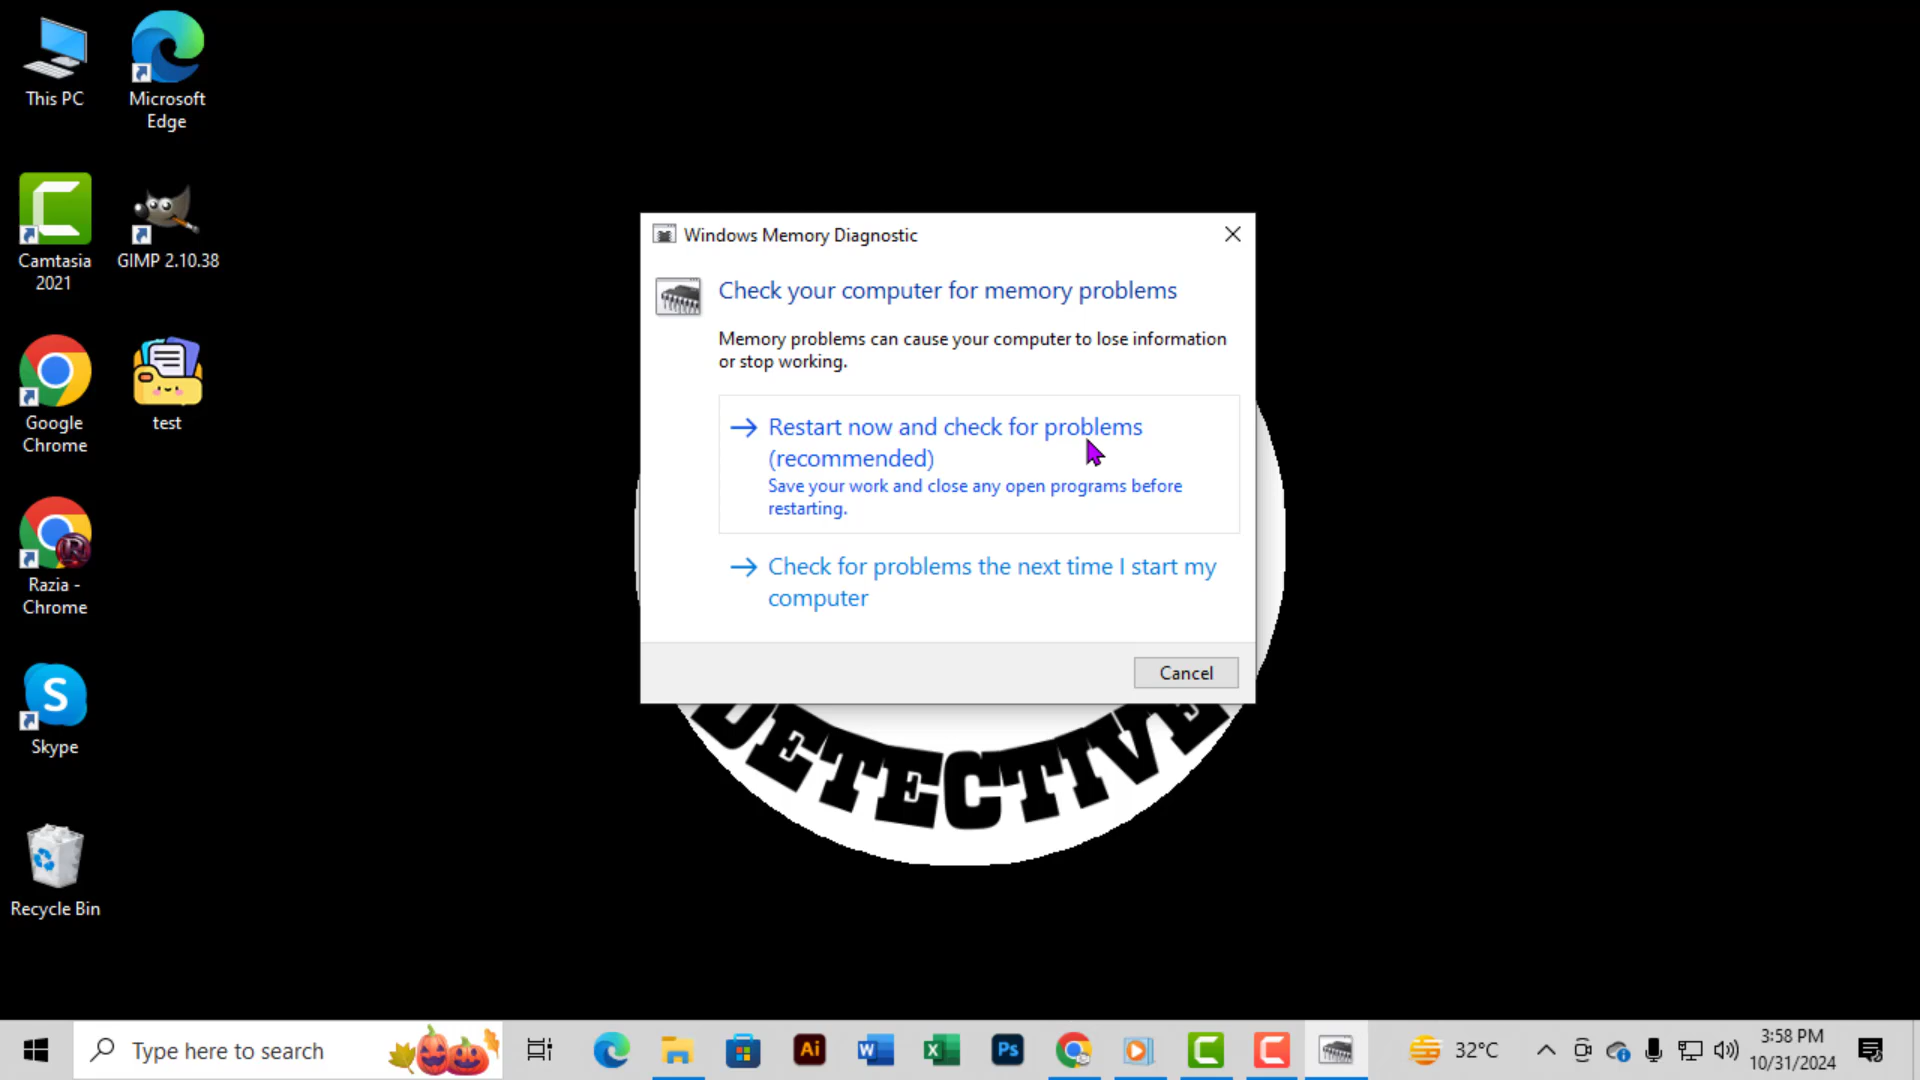 This PC
Microsoft
Edge
Camtasia
2021
GIMP 2.10.38
Google
Chrome
test
Razia -
Chrome
Skype
Recycle Bin
Windows Memory Diagnostic
Check your computer for memory problems
Memory problems can cause your computer to lose information
or stop working.
Restart now and check for problems
(recommended)
Save your work and close any open programs before
restarting.
Check for problems the next time I start my
computer
Cancel
DETECTIVE
Type here to search
Ai
W
X
Ps
32°C
3:58 PM
10/31/2024